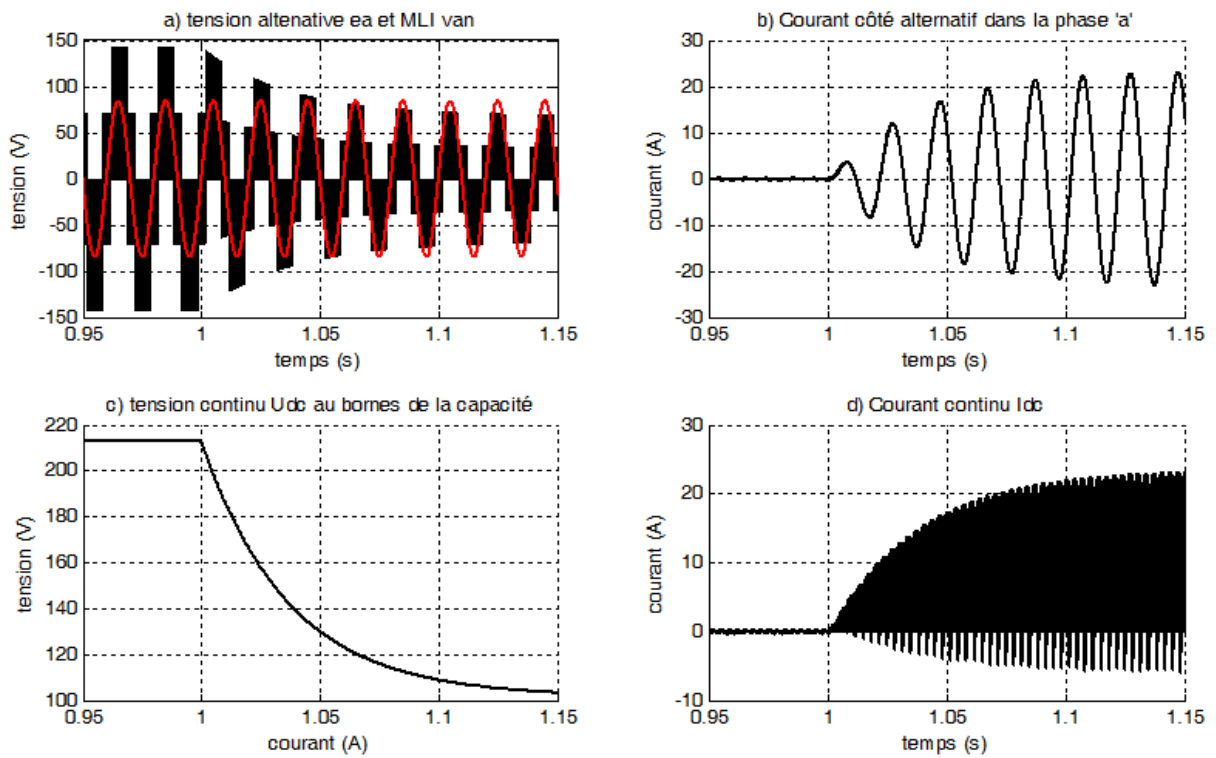 a) tension altenative ea et MLI van
150
100
50
0
-50
-100
-150
tension (V)
0.95 1 1.05 1.1 1.15
temps (s)
b) Courant côté alternatif dans la phase 'a'
30
20
10
0
-10
-20
-30
courant (A)
0.95 1 1.05 1.1 1.15
temps (s)
c) tension continu Udc au bornes de la capacité
220
200
180
160
140
120
100
tension (V)
0.95 1 1.05 1.1 1.15
courant (A)
d) Courant continu Idc
30
20
10
0
-10
courant (A)
0.95 1 1.05 1.1 1.15
temps (s)